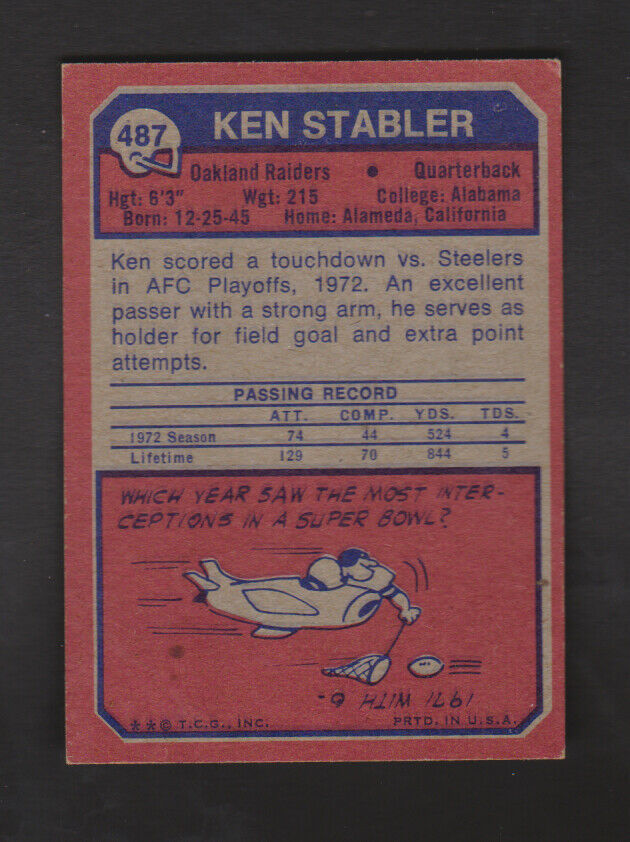 487
KEN STABLER
Oakland Raiders • Quarterback
Hgt: 6'3" Wgt: 215 College: Alabama
Born: 12-25-45 Home: Alameda, California
Ken scored a touchdown vs. Steelers
in AFC Playoffs, 1972. An excellent
passer with a strong arm, he serves as
holder for field goal and extra point
attempts.
PASSING RECORD
ATT. COMP. YDS. TDS.
1972 Season 74 44 524 4
Lifetime 129 70 844 5
WHICH YEAR SAW THE MOST INTER-
CEPTIONS IN A SUPER BOWL?
1971 WITH 6-
**© T.C.G., INC. PRTD. IN U.S.A.